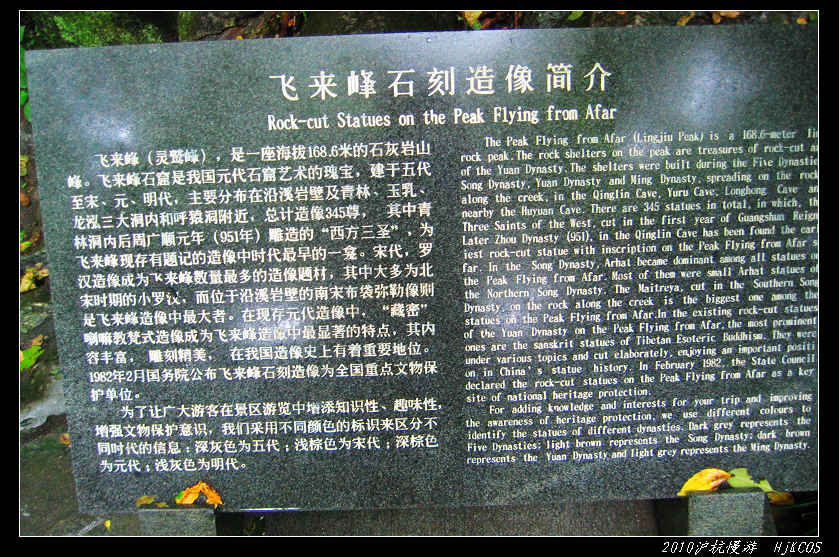 飞来峰石刻造像简介
Rock-cut Statues on the Peak Flying from Afar
飞来峰（灵鹫峰），是一座海拔168.6米的石灰岩山
峰。飞来峰石窟是我国元代石窟艺术的瑰宝，建于五代
至宋、元、明代，主要分布在沿溪岩壁及青林、玉乳、
龙泓三大洞内和呼猿洞附近，总计造像345尊， 其中青
林洞内后周广顺元年（951年）雕造的“西方三圣”，为
飞来峰现存有题记的造像中时代最早的一龛。宋代，罗
汉造像成为飞来峰数量最多的造像题材，其中大多为北
宋时期的小罗汉，而位于沿溪岩壁的南宋布袋弥勒像则
是飞来峰造像中最大者。在现存元代造像中，“藏密”
喇嘛教梵式造像成为飞来峰造像中最显著的特点，其内
容丰富， 雕刻精美， 在我国造像史上有着重要地位。
1982年2月国务院公布飞来峰石刻造像为全国重点文物保
护单位。
为了让广大游客在景区游览中增添知识性、趣味性，
增强文物保护意识，我们采用不同颜色的标识来区分不
同时代的信息：深灰色为五代；浅棕色为宋代；深棕色
为元代；浅灰色为明代。
The Peak Flying from Afar (Lingjiu Peak) is a 168.6-meter
rock peak. The rock shelters on the peak are treasures of rock-cut
of the Yuan Dynasty. The shelters were built during the Five Dynastie
Song Dynasty, Yuan Dynasty and Ming Dynasty, spreading on the rock
along the creek, in the Qinglin Cave, Yuru Cave, Longhong Cave an
nearby the Huyuan Cave. There are 345 statues in total, in which, th
Three Saints of the West, cut in the first year of Guangshun Reign
Later Zhou Dynasty (951), in the Qinglin Cave has been found the earl
iest rock-cut statue with inscription on the Peak Flying from Afar s
far. In the Song Dynasty, Arhat became dominant among all statues o
the Peak Flying from Afar. Most of them were small Arhat statues of
the Northern Song Dynasty. The Maitreya, cut in the Southern Song
Dynasty, on the rock along the creek is the biggest one among the
statues on the Peak Flying from Afar.In the existing rock-cut statues
of the Yuan Dynasty on the Peak Flying from Afar, the most prominent
ones are the sanskrit statues of Tibetan Esoteric Buddhism. They were
under various topics and cut elaborately, enjoying an important positi
on in China's statue history. In February 1982, the State Council
declared the rock-cut statues on the Peak Flying from Afar as a key
site of national heritage protection.
For adding knowledge and interests for your trip and improving
the awareness of heritage protection, we use different colours to
identify the statues of different dynasties. Dark grey represents the
Five Dynasties; light brown represents the Song Dynasty; dark brown
represents the Yuan Dynasty and light grey represents the Ming Dynasty.
2010沪杭慢游 HjKCOS